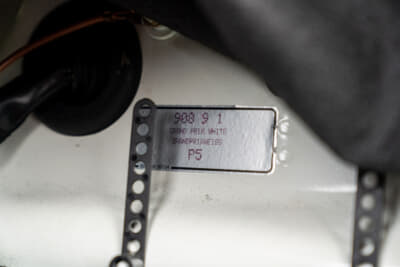 908 9 1
GRAND PRIX WHITE
GRANDPRIXWEISS
P5